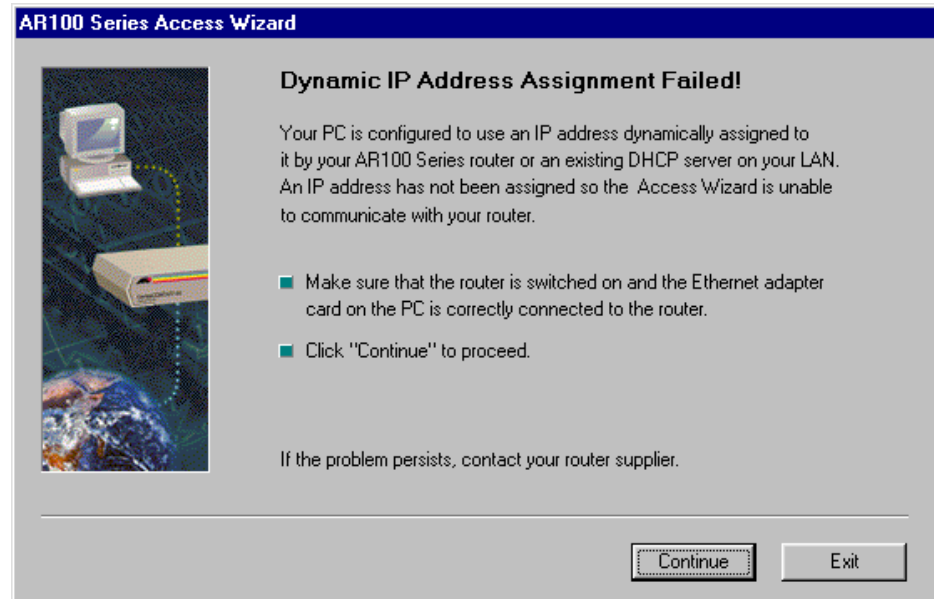 AR100 Series Access Wizard
Dynamic IP Address Assignment Failed!
Your PC is configured to use an IP address dynamically assigned to
it by your AR100 Series router or an existing DHCP server on your LAN.
An IP address has not been assigned so the Access Wizard is unable
to communicate with your router.
Make sure that the router is switched on and the Ethernet adapter
card on the PC is correctly connected to the router.
Click "Continue" to proceed.
If the problem persists, contact your router supplier.
Continue
Exit